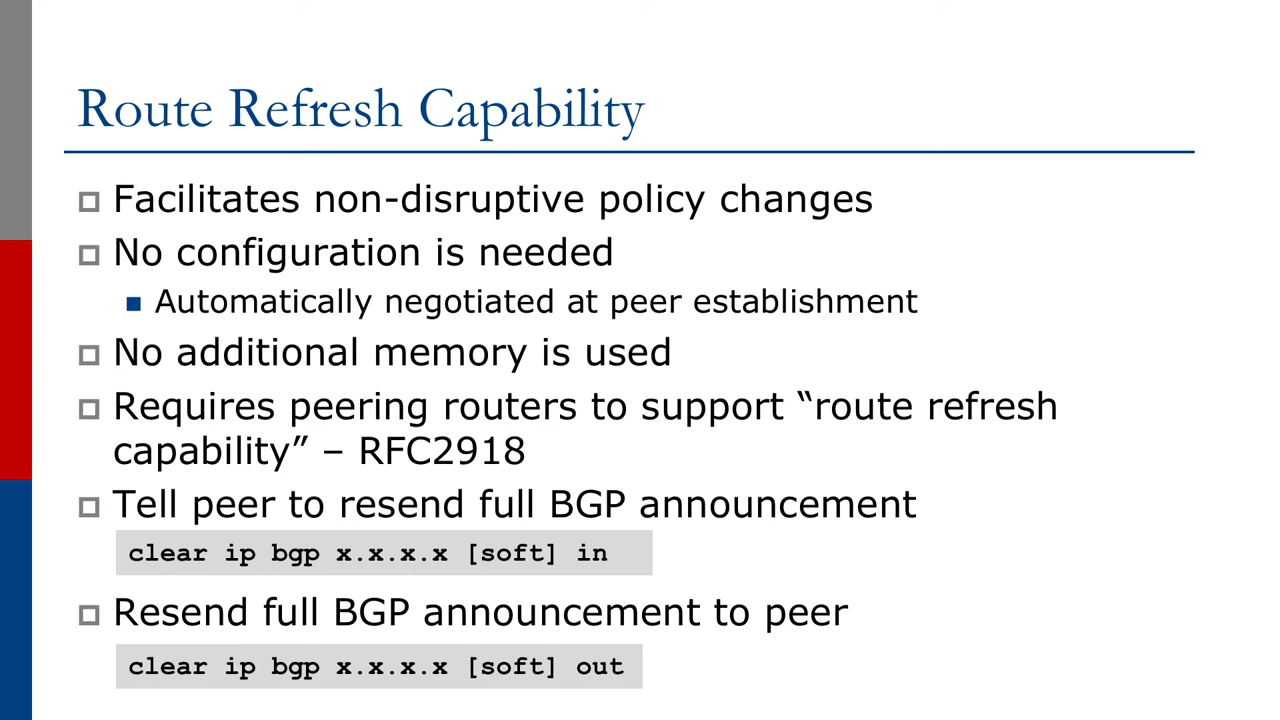 Route Refresh Capability
Facilitates non-disruptive policy changes
No configuration is needed
Automatically negotiated at peer establishment
No additional memory is used
Requires peering routers to support “route refresh
capability” – RFC2918
Tell peer to resend full BGP announcement
clear ip bgp x.x.x.x [soft] in
Resend full BGP announcement to peer
clear ip bgp x.x.x.x [soft] out